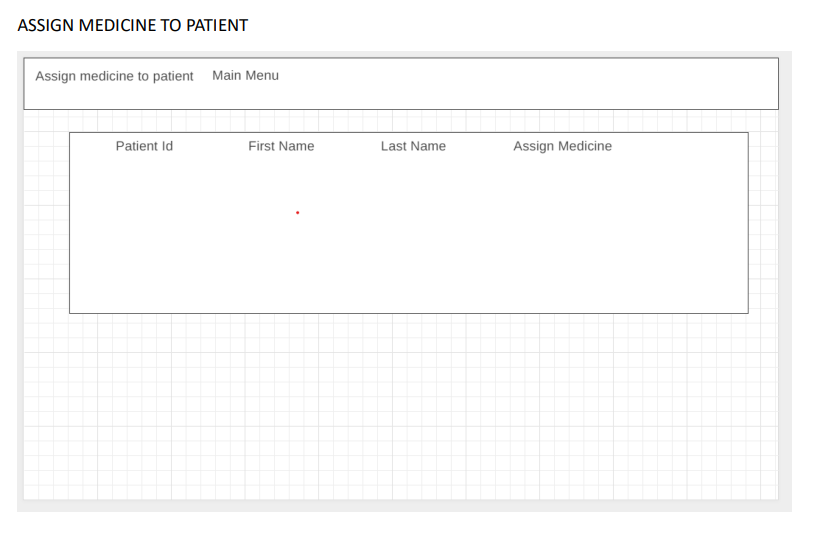 ASSIGN MEDICINE TO PATIENT
Assign medicine to patient Main Menu
Patient Id First Name Last Name Assign Medicine